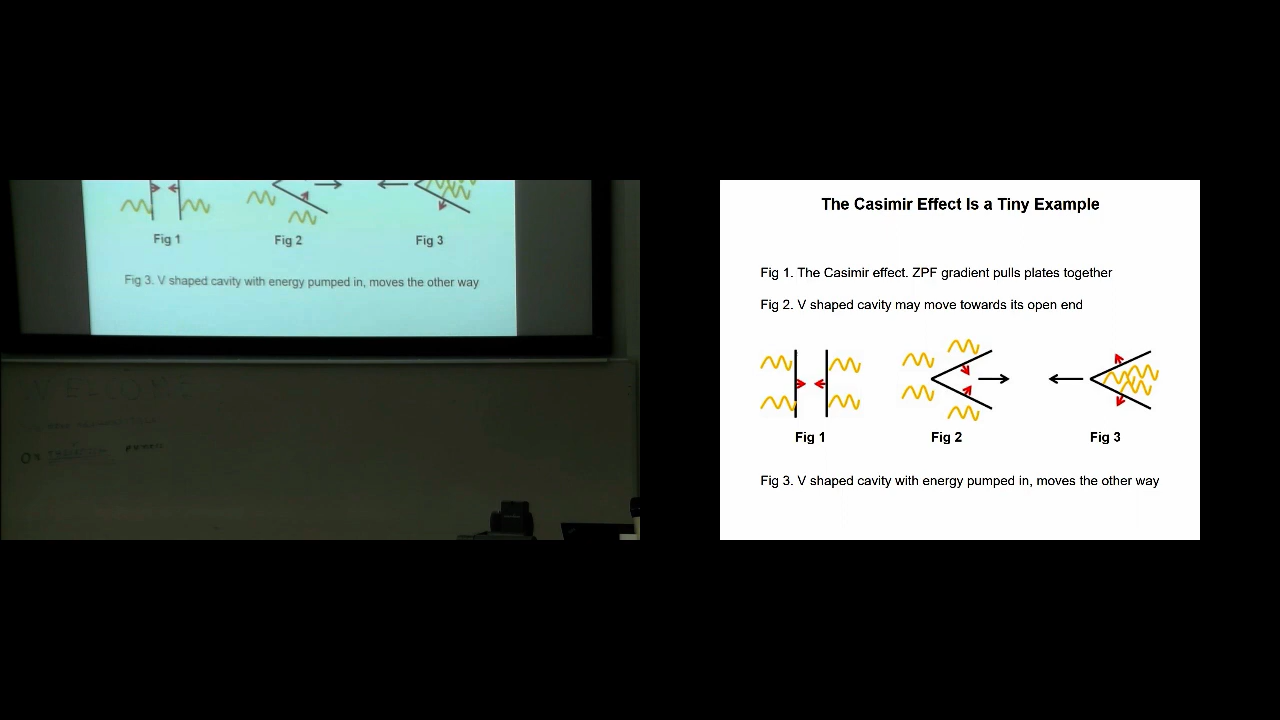 Fig 1
Fig 2
Fig 3
Fig 3. V shaped cavity with energy pumped in, moves the other way
The Casimir Effect Is a Tiny Example
Fig 1. The Casimir effect. ZPF gradient pulls plates together
Fig 2. V shaped cavity may move towards its open end
Fig 1
Fig 2
Fig 3
Fig 3. V shaped cavity with energy pumped in, moves the other way